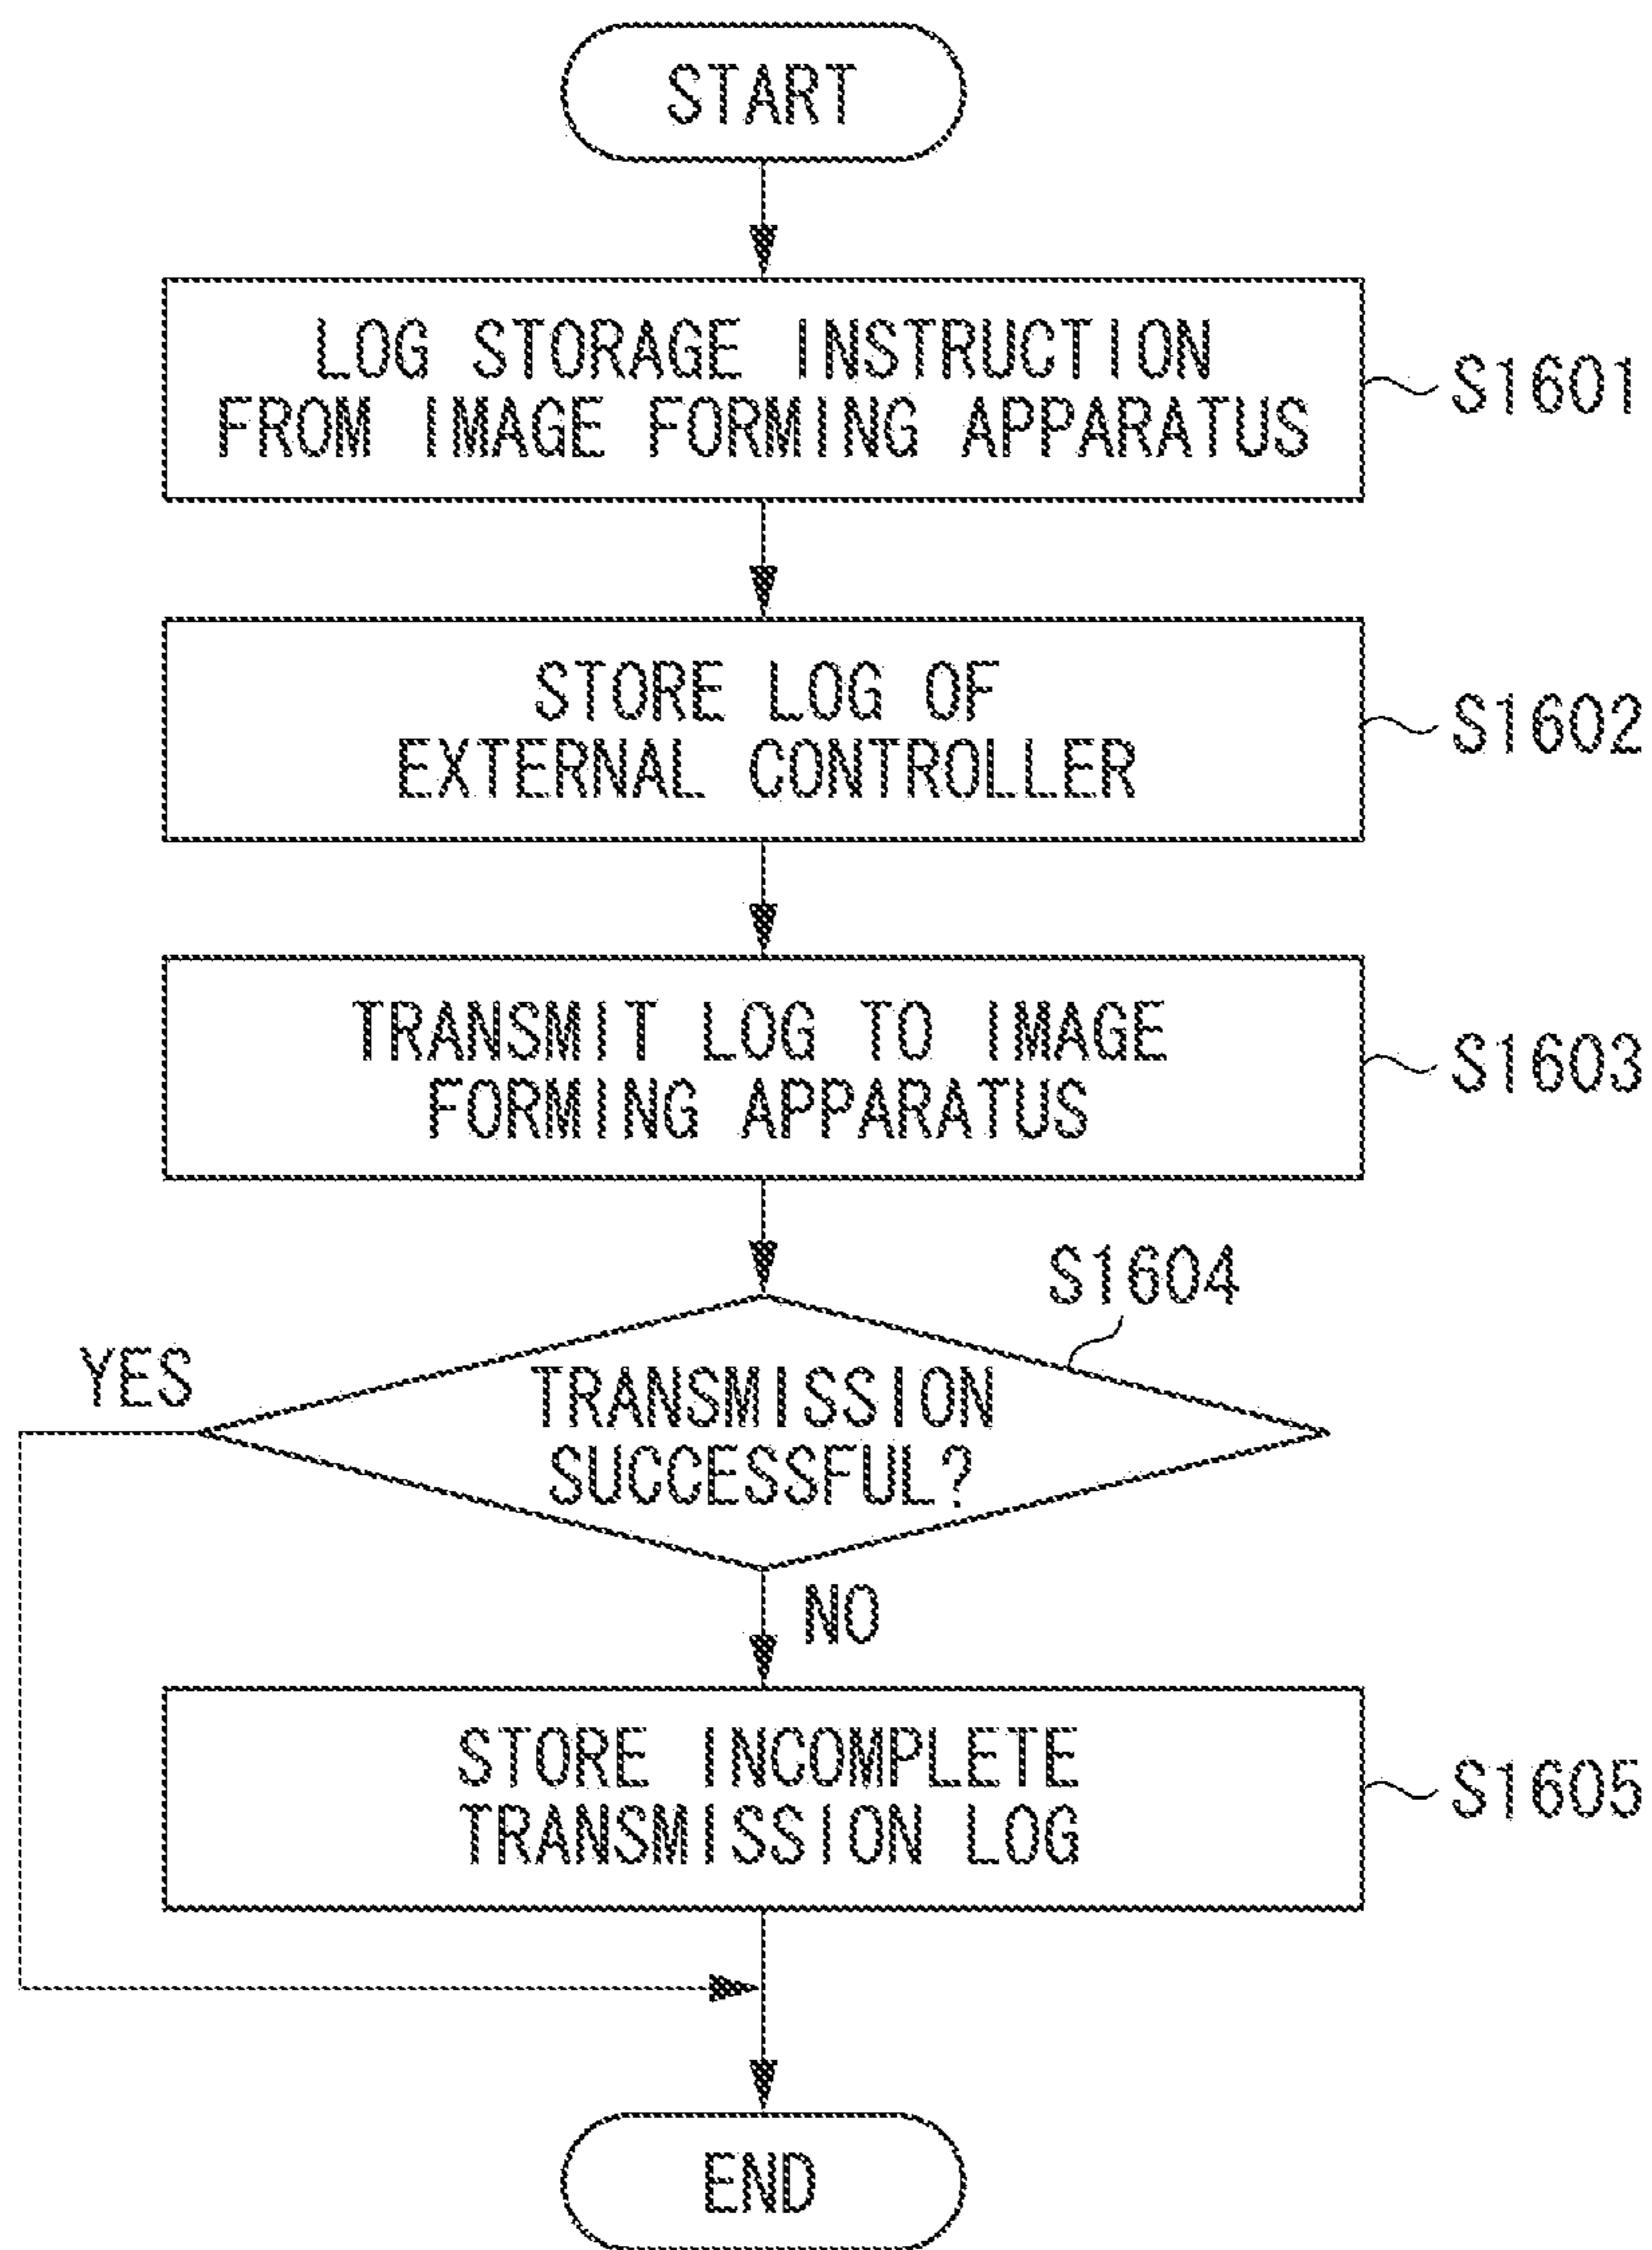 START
LOG STORAGE INSTRUCTION
FROM IMAGE FORMING APPARATUS
S1601
STORE LOG OF
EXTERNAL CONTROLLER
S1602
TRANSMIT LOG TO IMAGE
FORMING APPARATUS
S1603
S1604
YES
TRANSMISSION
SUCCESSFUL?
NO
STORE INCOMPLETE
TRANSMISSION LOG
S1605
END